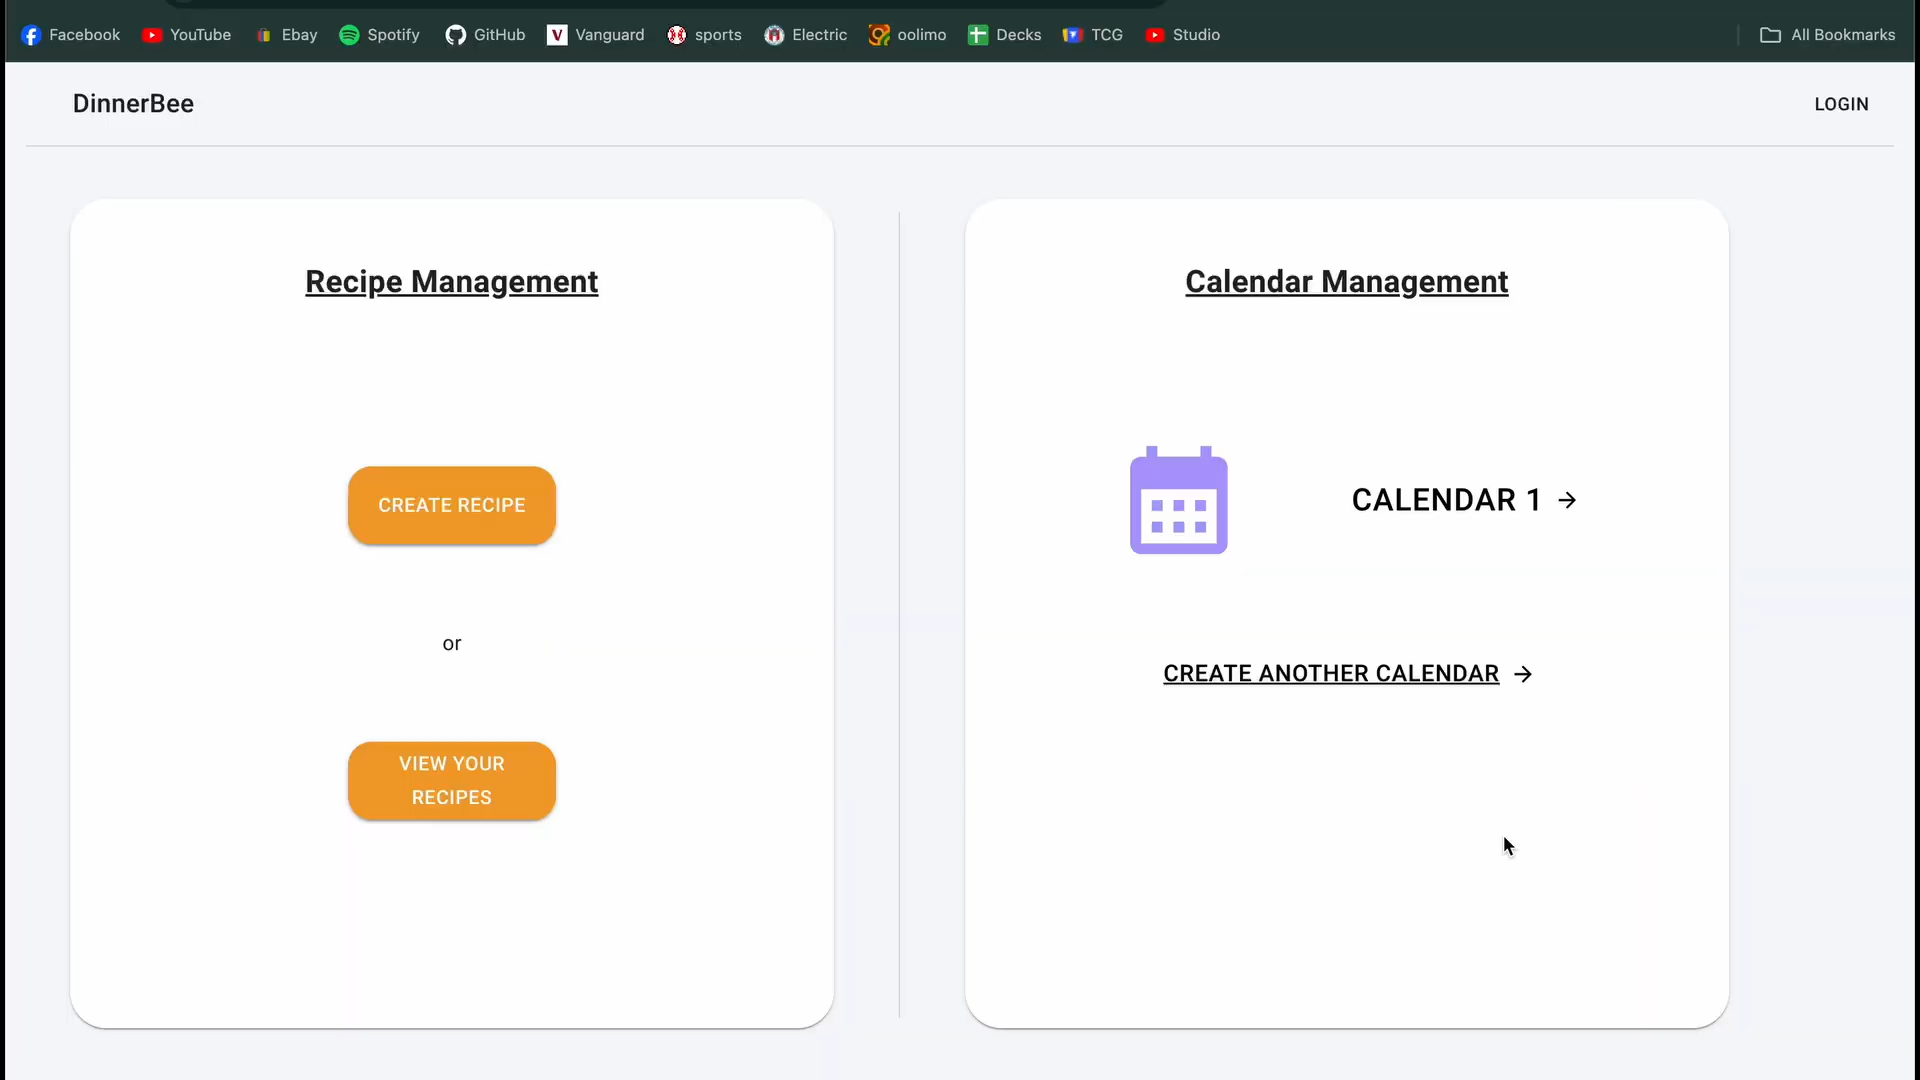 Facebook YouTube Ebay Spotify GitHub Vanguard sports Electric oolimo Decks TCG Studio All Bookmarks
DinnerBee LOGIN
Recipe Management
CREATE RECIPE
or
VIEW YOUR
RECIPES
Calendar Management
CALENDAR 1 →
CREATE ANOTHER CALENDAR →